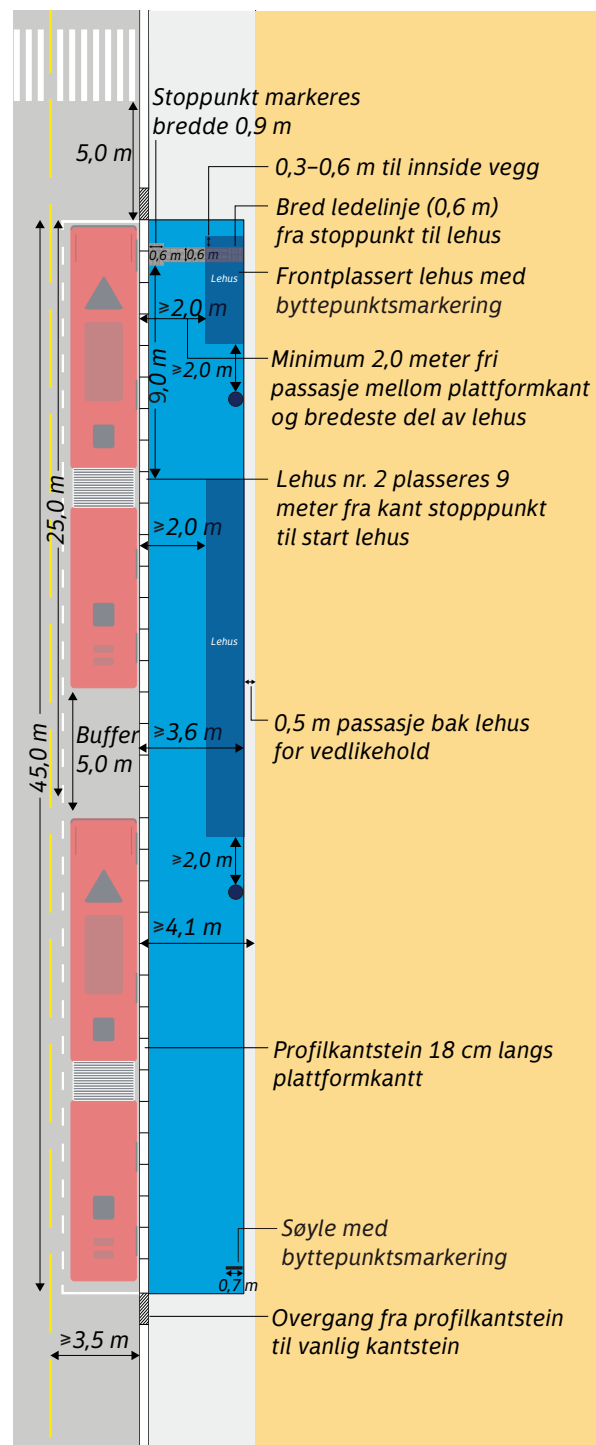 Stoppunkt markeres
bredde 0,9 m
5,0 m
0,3–0,6 m til innside vegg
Bred ledelinje (0,6 m)
fra stoppunkt til lehus
0,6 m
0,6 m
Lehus
Frontplassert lehus med
byttepunktsmarkering
≥2,0 m
≥2,0 m
9,0 m
Minimum 2,0 meter fri
passasje mellom plattformkant
og bredeste del av lehus
Lehus nr. 2 plasseres 9
meter fra kant stopppunkt
til start lehus
25,0 m
≥2,0 m
Lehus
0,5 m passasje bak lehus
for vedlikehold
Buffer
5,0 m
≥3,6 m
45,0 m
≥2,0 m
≥4,1 m
Profilkantstein 18 cm langs
plattformkantt
Søyle med
byttepunktsmarkering
0,7 m
Overgang fra profilkantstein
til vanlig kantstein
≥3,5 m